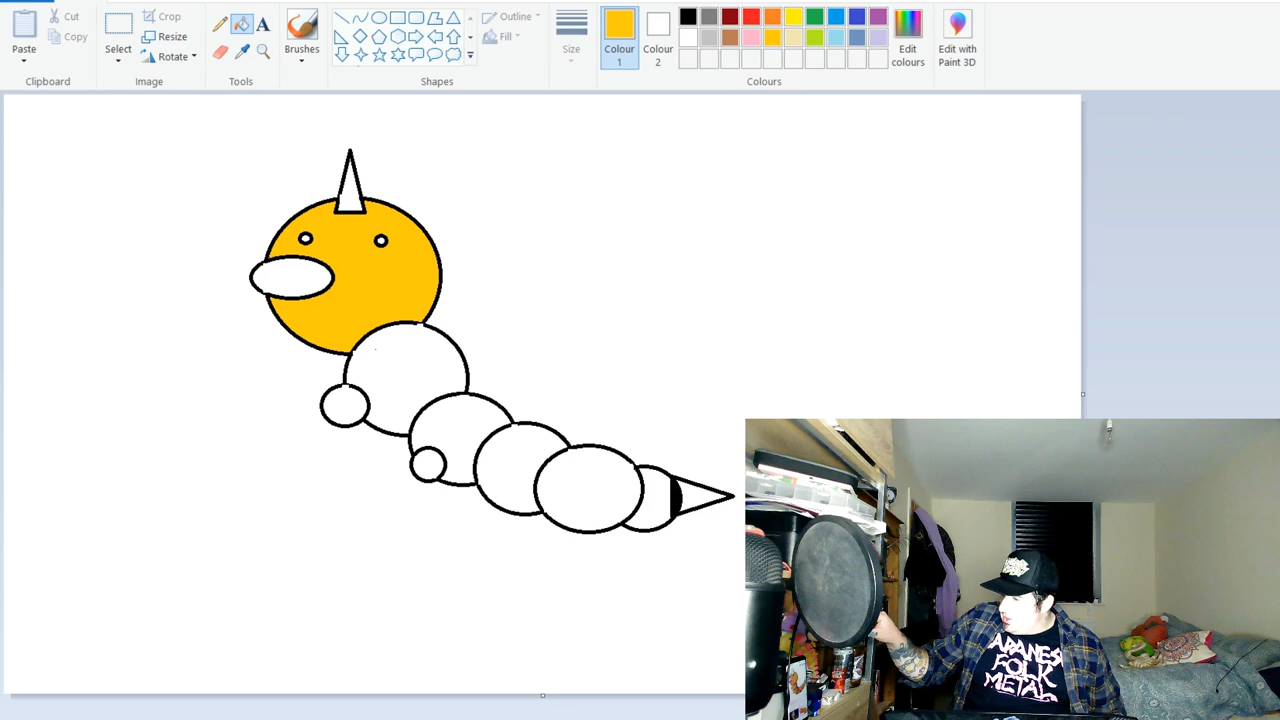 Paste
Cut
Copy
Clipboard
Select
Crop
Resize
Rotate
Image
A
Tools
Brushes
Shapes
Outline
Fill
Size
Colour 1
Colour 2
Colours
Edit colours
Edit with Paint 3D
APANESE
FOLK
METAL